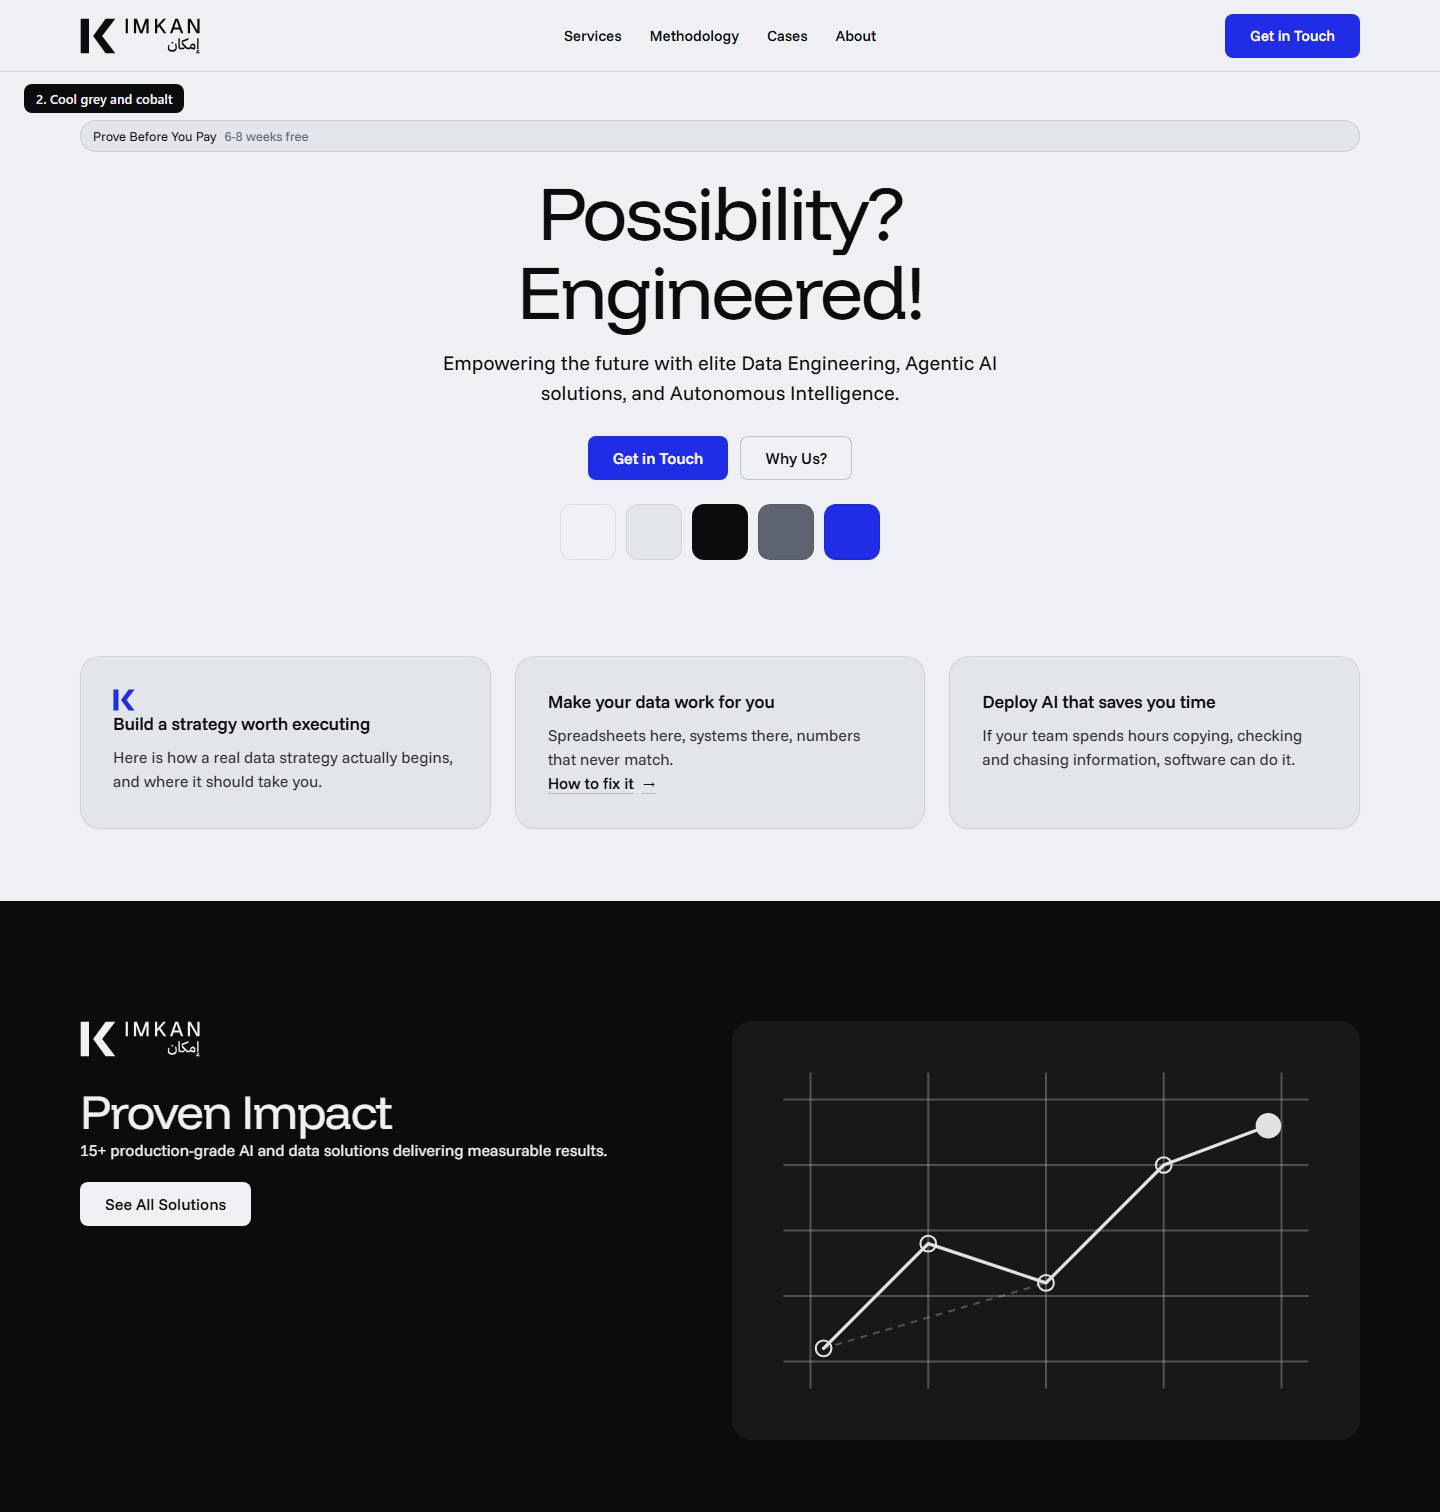 IMKAN
إمكان
Services
Methodology
Cases
About
Get in Touch
2. Cool grey and cobalt
Prove Before You Pay 6-8 weeks free
Possibility?
Engineered!
Empowering the future with elite Data Engineering, Agentic AI
solutions, and Autonomous Intelligence.
Get in Touch
Why Us?
Build a strategy worth executing
Here is how a real data strategy actually begins,
and where it should take you.
Make your data work for you
Spreadsheets here, systems there, numbers
that never match.
How to fix it →
Deploy AI that saves you time
If your team spends hours copying, checking
and chasing information, software can do it.
IMKAN
إمكان
Proven Impact
15+ production-grade AI and data solutions delivering measurable results.
See All Solutions